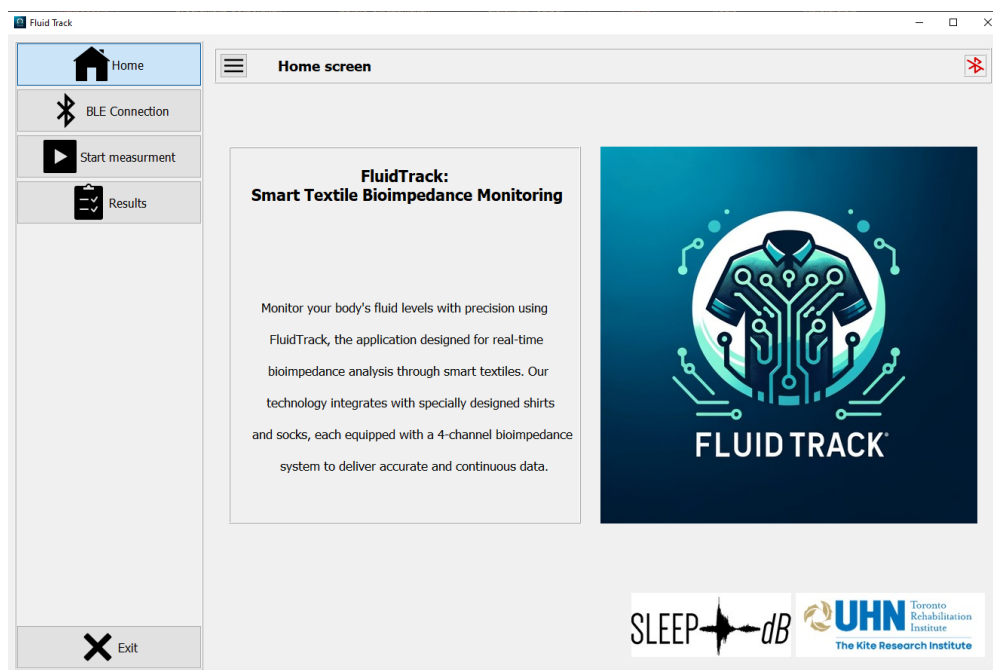 Fluid Track
Home
BLE Connection
Start measurment
Results
Exit
Home screen
FluidTrack:
Smart Textile Bioimpedance Monitoring
Monitor your body's fluid levels with precision using
FluidTrack, the application designed for real-time
bioimpedance analysis through smart textiles. Our
technology integrates with specially designed shirts
and socks, each equipped with a 4-channel bioimpedance
system to deliver accurate and continuous data.
FLUID TRACK
SLEEP dB
UHN
Toronto
Rehabilitation
Institute
The Kite Research Institute